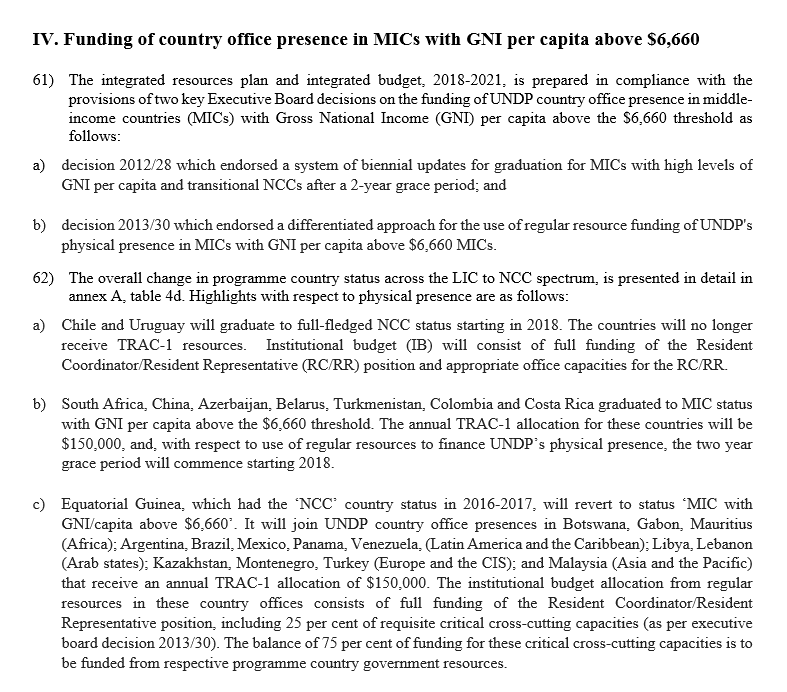 IV. Funding of country office presence in MICs with GNI per capita above $6,660
61) The integrated resources plan and integrated budget, 2018-2021, is prepared in compliance with the
provisions of two key Executive Board decisions on the funding of UNDP country office presence in middle-
income countries (MICs) with Gross National Income (GNI) per capita above the $6,660 threshold as
follows:
a) decision 2012/28 which endorsed a system of biennial updates for graduation for MICs with high levels of
GNI per capita and transitional NCCs after a 2-year grace period; and
b) decision 2013/30 which endorsed a differentiated approach for the use of regular resource funding of UNDP's
physical presence in MICs with GNI per capita above $6,660 MICs.
62) The overall change in programme country status across the LIC to NCC spectrum, is presented in detail in
annex A, table 4d. Highlights with respect to physical presence are as follows:
a) Chile and Uruguay will graduate to full-fledged NCC status starting in 2018. The countries will no longer
receive TRAC-1 resources. Institutional budget (IB) will consist of full funding of the Resident
Coordinator/Resident Representative (RC/RR) position and appropriate office capacities for the RC/RR.
b) South Africa, China, Azerbaijan, Belarus, Turkmenistan, Colombia and Costa Rica graduated to MIC status
with GNI per capita above the $6,660 threshold. The annual TRAC-1 allocation for these countries will be
$150,000, and, with respect to use of regular resources to finance UNDP’s physical presence, the two year
grace period will commence starting 2018.
c) Equatorial Guinea, which had the ‘NCC’ country status in 2016-2017, will revert to status ‘MIC with
GNI/capita above $6,660’. It will join UNDP country office presences in Botswana, Gabon, Mauritius
(Africa); Argentina, Brazil, Mexico, Panama, Venezuela, (Latin America and the Caribbean); Libya, Lebanon
(Arab states); Kazakhstan, Montenegro, Turkey (Europe and the CIS); and Malaysia (Asia and the Pacific)
that receive an annual TRAC-1 allocation of $150,000. The institutional budget allocation from regular
resources in these country offices consists of full funding of the Resident Coordinator/Resident
Representative position, including 25 per cent of requisite critical cross-cutting capacities (as per executive
board decision 2013/30). The balance of 75 per cent of funding for these critical cross-cutting capacities is to
be funded from respective programme country government resources.